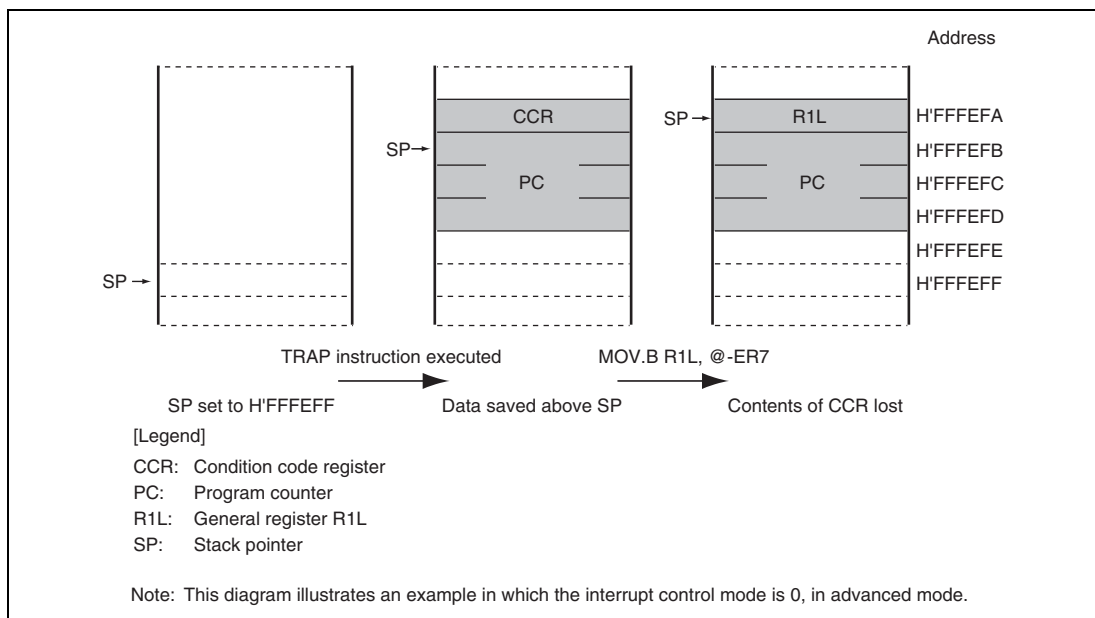 Address
CCR
SP
R1L
H'FFFEFA
SP
H'FFFEFB
PC
PC
H'FFFEFC
H'FFFEFD
H'FFFEFE
SP
H'FFFEFF
TRAP instruction executed
MOV.B R1L, @-ER7
SP set to H'FFFEFF
Data saved above SP
Contents of CCR lost
[Legend]
CCR: Condition code register
PC: Program counter
R1L: General register R1L
SP: Stack pointer
Note: This diagram illustrates an example in which the interrupt control mode is 0, in advanced mode.